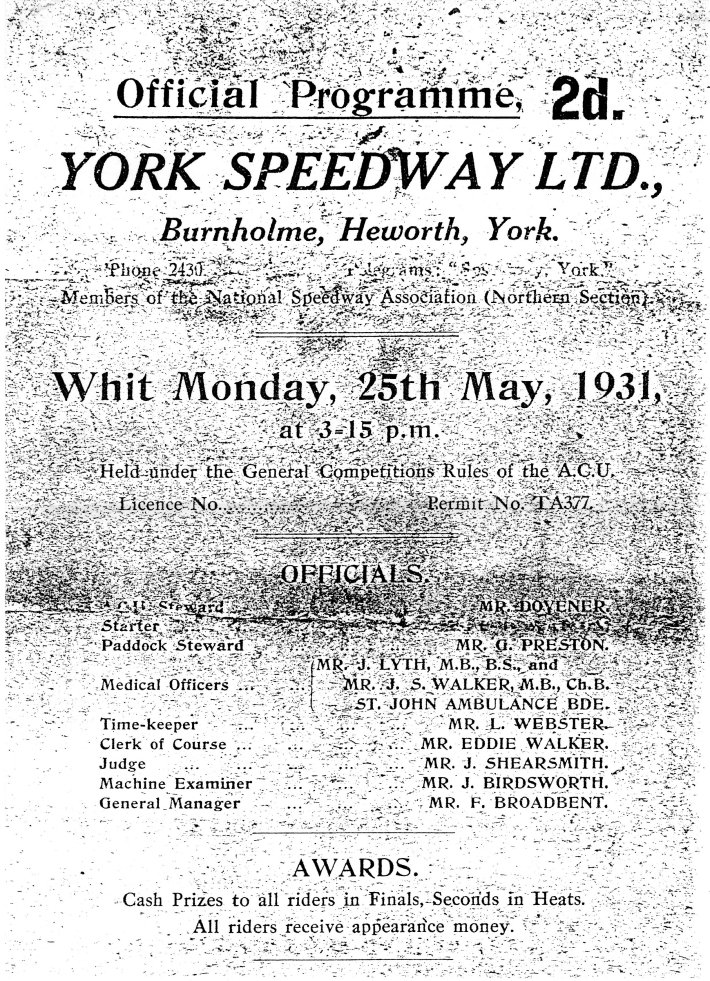 Official Programme, 2d.
YORK SPEEDWAY LTD.,
Burnholme, Heworth, York.
'Phone 2430. York."
Members of the National Speedway Association (Northern Section).
Whit Monday, 25th May, 1931,
at 3-15 p.m.
Held under the General Competitions Rules of the A.C.U.
Licence No.................. Permit No. TA377.
OFFICIALS.
A.C.U. Steward ... MR. DOVENER.
Starter
Paddock Steward ... ... ... MR. G. PRESTON.
MR. J. LYTH, M.B., B.S., and
Medical Officers ... ... MR. J. S. WALKER, M.B., Ch.B.
ST. JOHN AMBULANCE BDE.
Time-keeper ... ... ... ... MR. L. WEBSTER.
Clerk of Course ... ... ... ... MR. EDDIE WALKER.
Judge ... ... ... ... ... MR. J. SHEARSMITH.
Machine Examiner ... ... ... MR. J. BIRDSWORTH.
General Manager ... ... ... MR. F. BROADBENT.
AWARDS.
Cash Prizes to all riders in Finals, Seconds in Heats.
All riders receive appearance money.